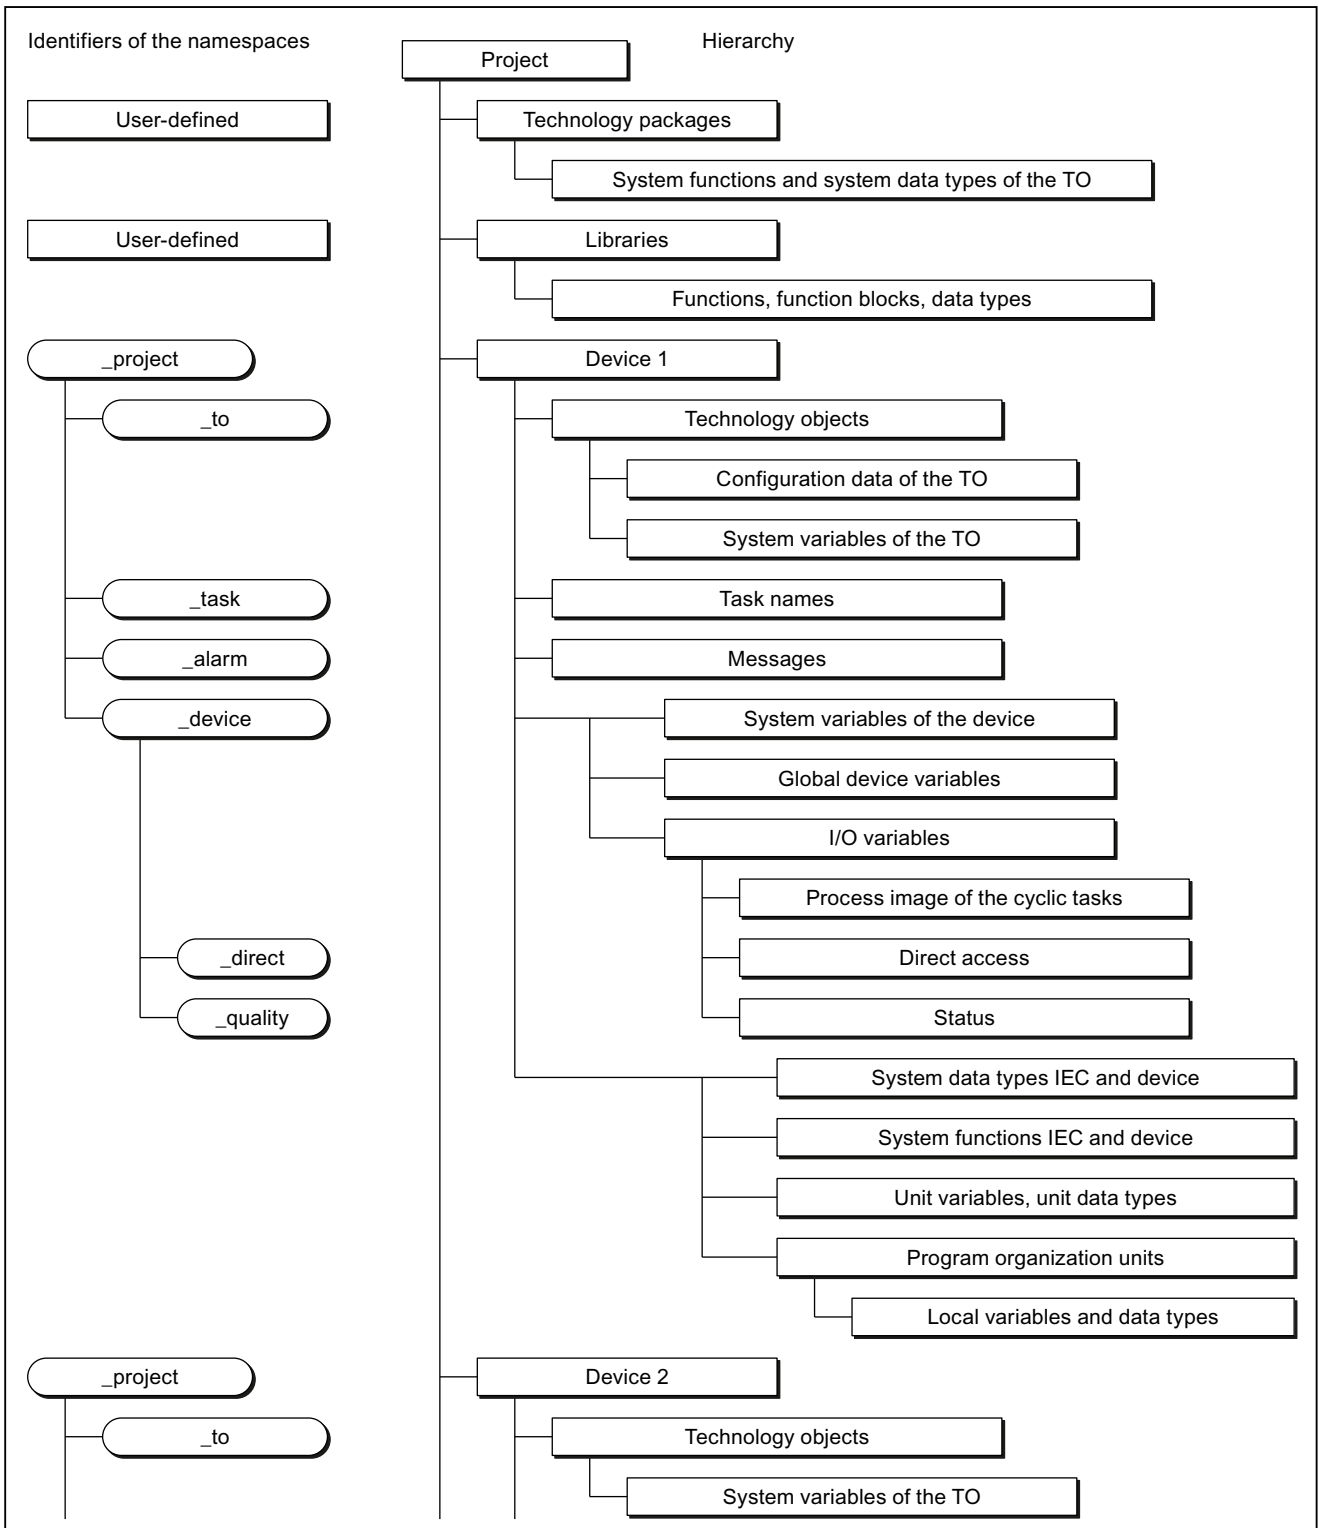 Identifiers of the namespaces
Hierarchy
Project
User-defined
Technology packages
System functions and system data types of the TO
User-defined
Libraries
Functions, function blocks, data types
_project
Device 1
_to
Technology objects
Configuration data of the TO
System variables of the TO
_task
Task names
_alarm
Messages
_device
System variables of the device
Global device variables
I/O variables
Process image of the cyclic tasks
_direct
Direct access
_quality
Status
System data types IEC and device
System functions IEC and device
Unit variables, unit data types
Program organization units
Local variables and data types
_project
Device 2
_to
Technology objects
System variables of the TO